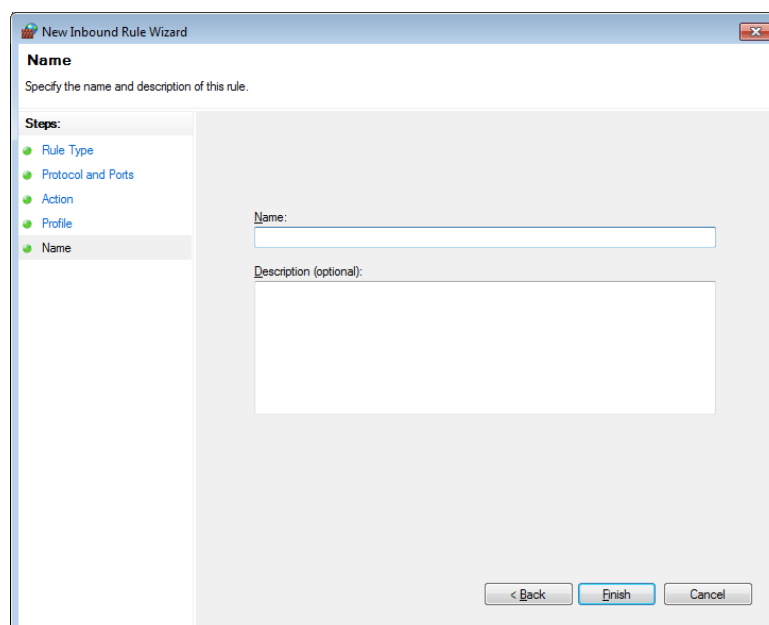 New Inbound Rule Wizard
Name
Specify the name and description of this rule.
Steps:
Rule Type
Protocol and Ports
Action
Profile
Name
Name:
Description (optional):
< Back
Finish
Cancel